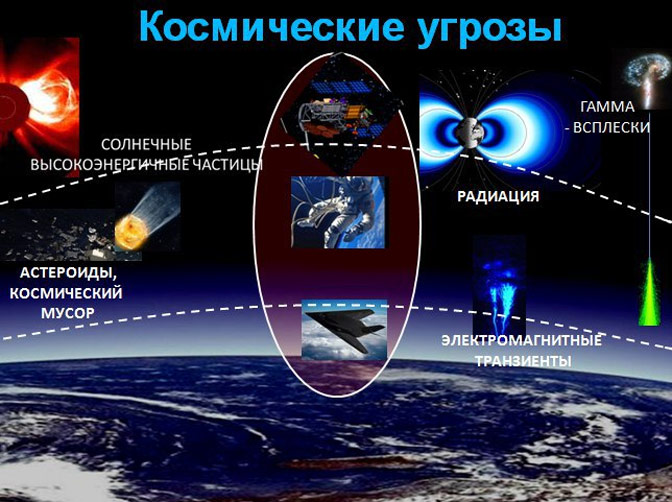 Космические угрозы
СОЛНЕЧНЫЕ
ВЫСОКОЭНЕРГИЧНЫЕ ЧАСТИЦЫ
ГАММА
- ВСПЛЕСКИ
РАДИАЦИЯ
АСТЕРОИДЫ,
КОСМИЧЕСКИЙ
МУСОР
ЭЛЕКТРОМАГНИТНЫЕ
ТРАНЗИЕНТЫ